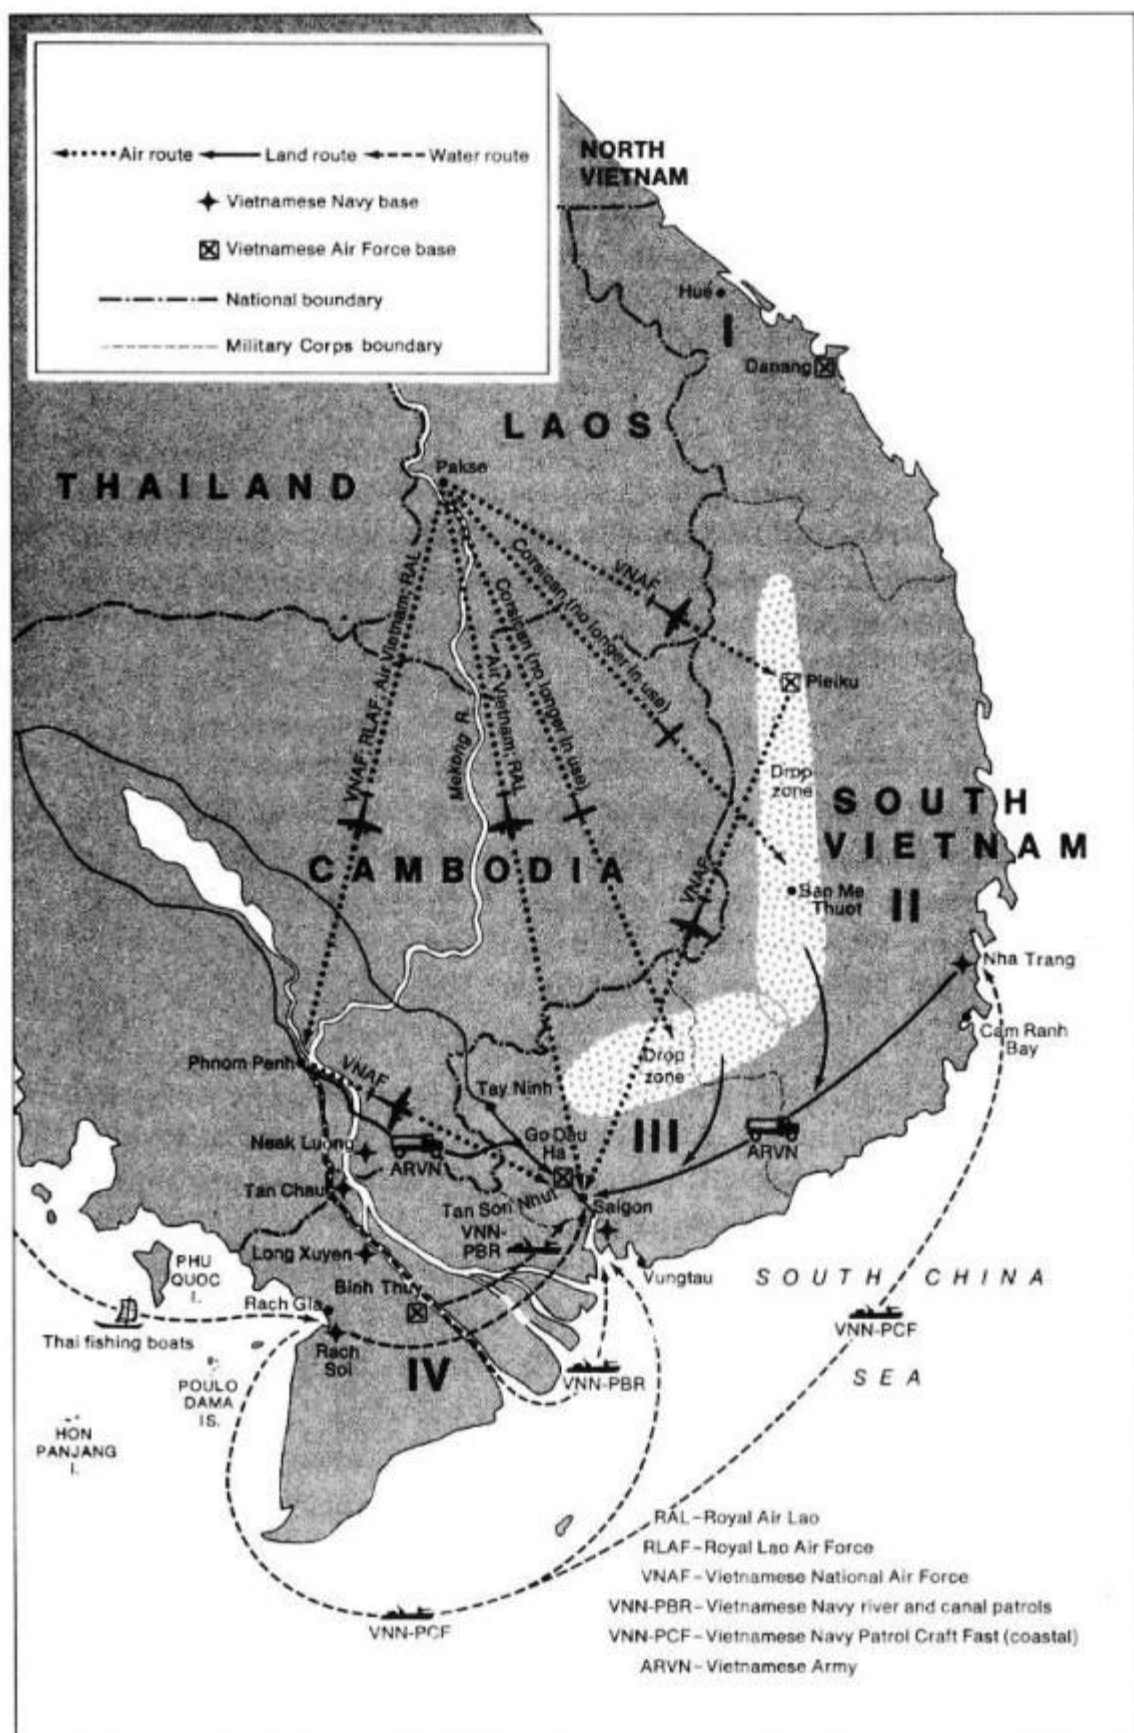 Air route
Land route
Water route
Vietnamese Navy base
Vietnamese Air Force base
National boundary
Military Corps boundary
NORTH
VIETNAM
Hué
I
Danang
LAOS
THAILAND
Pakse
VNAF
Corsican (no longer in use)
Corsican (no longer in use)
Air Vietnam; RAL
VNAF; RLAF; Air Vietnam; RAL
Mekong R.
Pleiku
Drop
zone
SOUTH
VIETNAM
CAMBODIA
VNAF
Ban Me
Thuot
II
Nha Trang
Cam Ranh
Bay
Phnom Penh
VNAF
Drop
zone
Tay Ninh
Neak Luong
ARVN
Go Dau
Ha
III
ARVN
Tan Chau
Tan Son Nhut
Saigon
VNN-
PBR
Long Xuyen
Vungtau
SOUTH CHINA
SEA
PHU
QUOC
I.
Binh Thuy
Rach Gia
Thai fishing boats
Rach
Soi
IV
VNN-PBR
VNN-PCF
POULO
DAMA
IS.
HON
PANJANG
I.
VNN-PCF
RAL–Royal Air Lao
RLAF–Royal Lao Air Force
VNAF–Vietnamese National Air Force
VNN-PBR–Vietnamese Navy river and canal patrols
VNN-PCF–Vietnamese Navy Patrol Craft Fast (coastal)
ARVN–Vietnamese Army